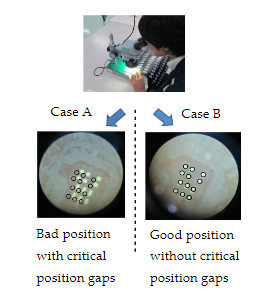 Case A
Case B
Bad position
with critical
position gaps
Good position
without critical
position gaps